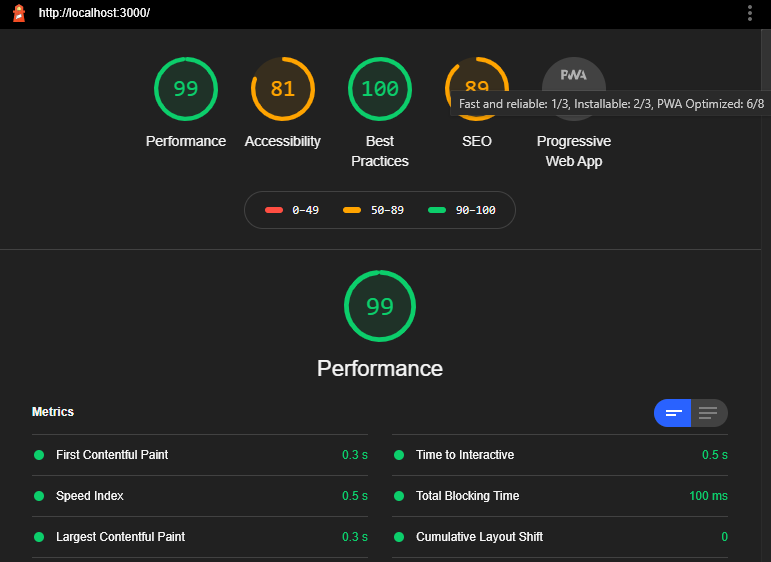 http://localhost:3000/
99
81
100
89
PWA
Fast and reliable: 1/3, Installable: 2/3, PWA Optimized: 6/8
Performance
Accessibility
Best
Practices
SEO
Progressive
Web App
0–49
50–89
90–100
99
Performance
Metrics
First Contentful Paint 0.3 s
Time to Interactive 0.5 s
Speed Index 0.5 s
Total Blocking Time 100 ms
Largest Contentful Paint 0.3 s
Cumulative Layout Shift 0